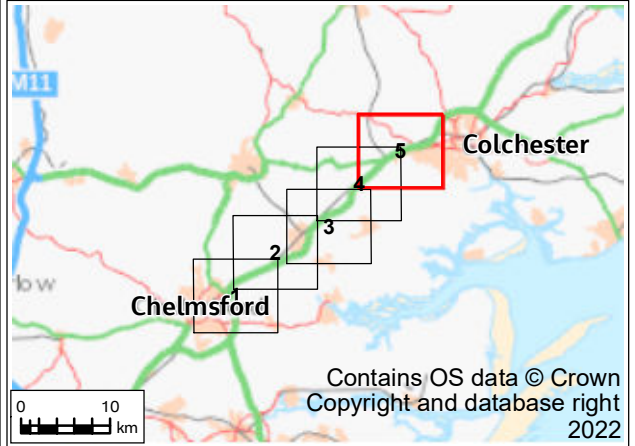 M11
Colchester
5
4
3
2
low
1
Chelmsford
0 10
km
Contains OS data © Crown
Copyright and database right
2022